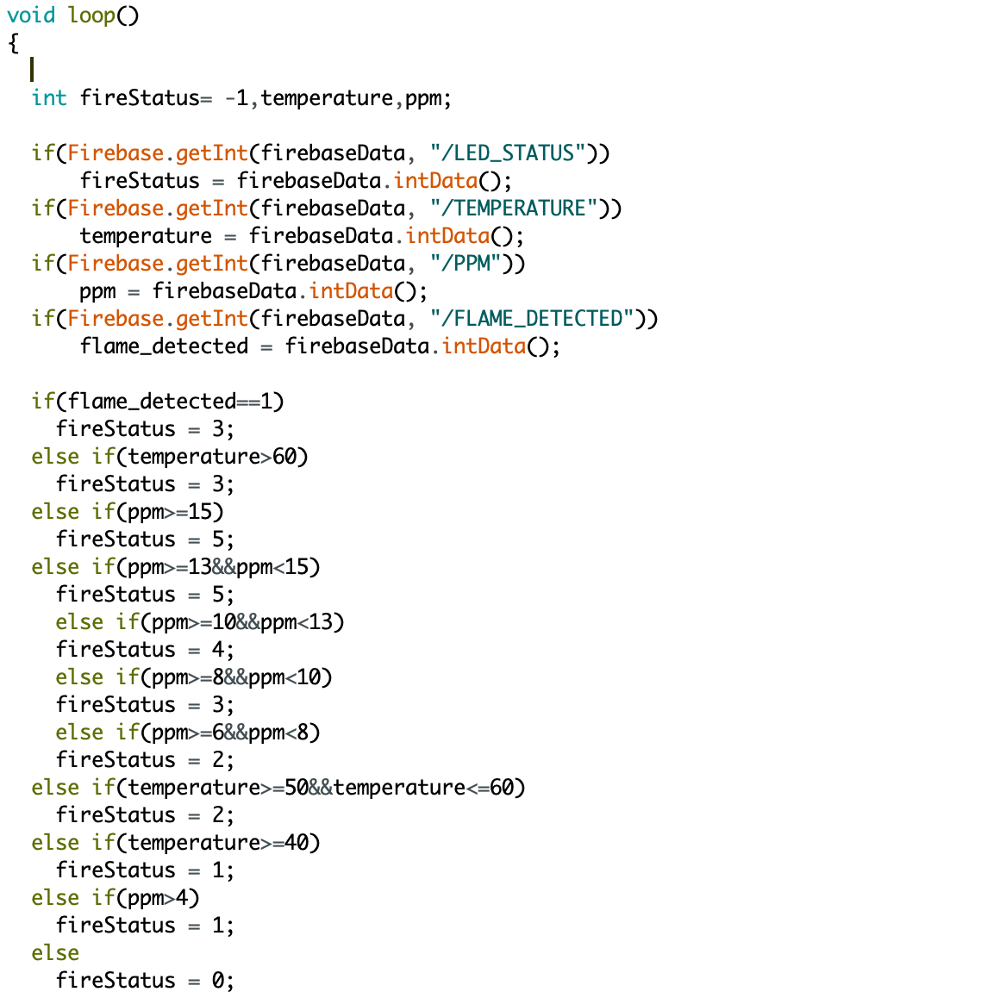 void loop()
{
int fireStatus= -1,temperature,ppm;
if(Firebase.getInt(firebaseData, "/LED_STATUS"))
fireStatus = firebaseData.intData();
if(Firebase.getInt(firebaseData, "/TEMPERATURE"))
temperature = firebaseData.intData();
if(Firebase.getInt(firebaseData, "/PPM"))
ppm = firebaseData.intData();
if(Firebase.getInt(firebaseData, "/FLAME_DETECTED"))
flame_detected = firebaseData.intData();
if(flame_detected==1)
fireStatus = 3;
else if(temperature>60)
fireStatus = 3;
else if(ppm>=15)
fireStatus = 5;
else if(ppm>=13&&ppm<15)
fireStatus = 5;
else if(ppm>=10&&ppm<13)
fireStatus = 4;
else if(ppm>=8&&ppm<10)
fireStatus = 3;
else if(ppm>=6&&ppm<8)
fireStatus = 2;
else if(temperature>=50&&temperature<=60)
fireStatus = 2;
else if(temperature>=40)
fireStatus = 1;
else if(ppm>4)
fireStatus = 1;
else
fireStatus = 0;